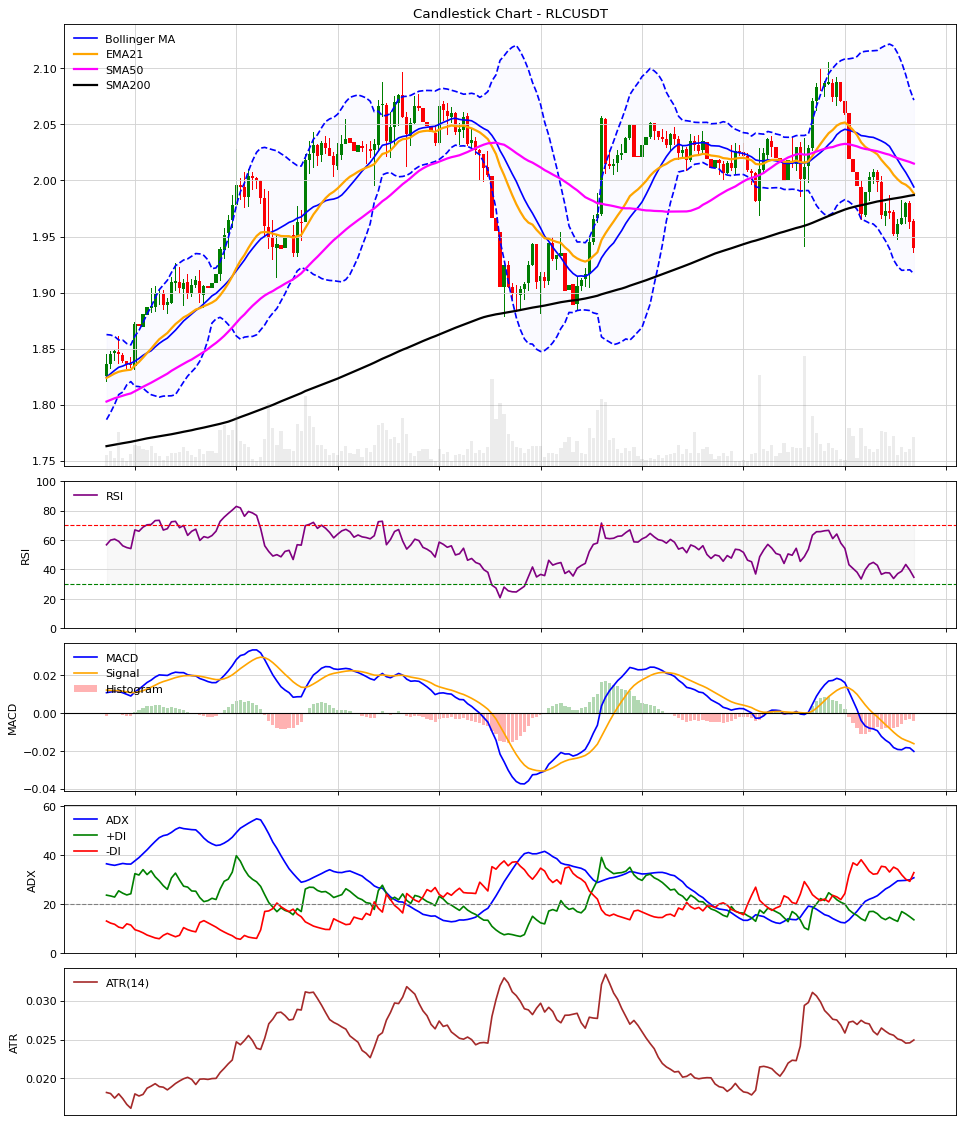 Candlestick Chart - RLCUSDT
Bollinger MA
EMA21
SMA50
SMA200
2.10
2.05
2.00
1.95
1.90
1.85
1.80
1.75
RSI
RSI
100
80
60
40
20
0
MACD
MACD
Signal
Histogram
0.02
0.00
−0.02
−0.04
ADX
ADX
+DI
-DI
60
40
20
0
ATR
ATR(14)
0.030
0.025
0.020